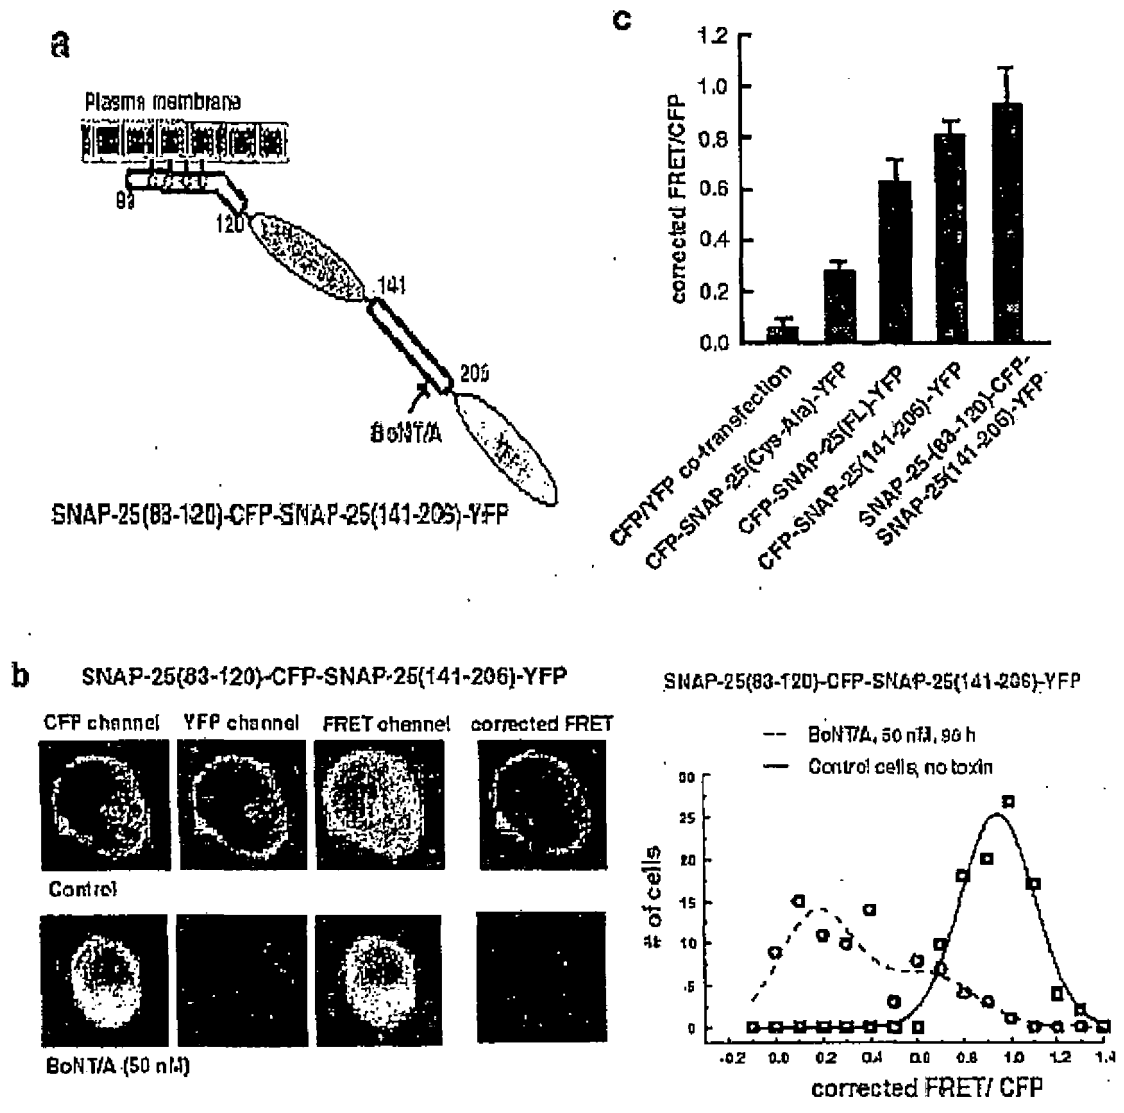 a
Plasma membrane
83
120
141
206
BoNT/A
YFP
SNAP-25(83-120)-CFP-SNAP-25(141-206)-YFP
c
corrected FRET/CFP
1.2
1.0
0.8
0.6
0.4
0.2
0.0
CFP/YFP co-transfection
CFP-SNAP-25(Cys-Ala)-YFP
CFP-SNAP-25(FL)-YFP
CFP-SNAP-25(141-206)-YFP
SNAP-25-(83-120)-CFP-
SNAP-25(141-206)-YFP
b
SNAP-25(83-120)-CFP-SNAP-25(141-206)-YFP
CFP channel YFP channel FRET channel corrected FRET
Control
BoNT/A (50 nM)
SNAP-25(83-120)-CFP-SNAP-25(141-206)-YFP
BoNT/A, 50 nM,
Control cells, no toxin
# of cells
30
25
20
15
10
5
0
-0.2 0.0 0.2 0.4 0.6 0.8 1.0 1.2 1.4
corrected FRET/ CFP